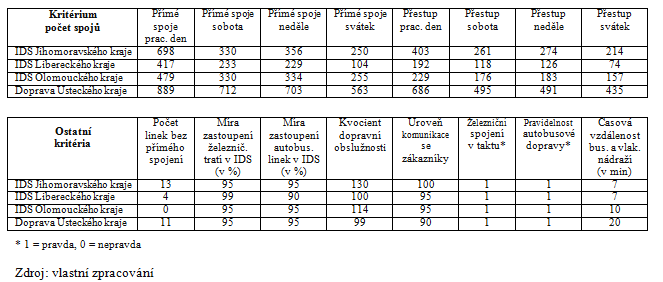 Kritérium počet spojů | Přímé spoje prac. den | Přímé spoje sobota | Přímé spoje neděle | Přímé spoje svátek | Přestup prac. den | Přestup sobota | Přestup neděle | Přestup svátek
IDS Jihomoravského kraje | 698 | 330 | 356 | 250 | 403 | 261 | 274 | 214
IDS Libereckého kraje | 417 | 233 | 229 | 104 | 192 | 118 | 126 | 74
IDS Olomouckého kraje | 479 | 330 | 334 | 255 | 229 | 176 | 183 | 157
Doprava Ústeckého kraje | 889 | 712 | 703 | 563 | 686 | 495 | 491 | 435
Ostatní kritéria | Počet linek bez přímého spojení | Míra zastoupení železnič. tratí v IDS (v %) | Míra zastoupení autobus. linek v IDS (v %) | Kvocient dopravní obslužnosti | Úroveň komunikace se zákazníky | Železniční spojení v taktu* | Pravidelnost autobusové dopravy* | Časová vzdálenost bus. a vlak. nádraží (v min)
IDS Jihomoravského kraje | 13 | 95 | 95 | 130 | 100 | 1 | 1 | 7
IDS Libereckého kraje | 4 | 99 | 90 | 100 | 95 | 1 | 1 | 7
IDS Olomouckého kraje | 0 | 95 | 95 | 114 | 95 | 1 | 1 | 10
Doprava Ústeckého kraje | 11 | 95 | 95 | 99 | 90 | 1 | 1 | 20
* 1 = pravda, 0 = nepravda
Zdroj: vlastní zpracování